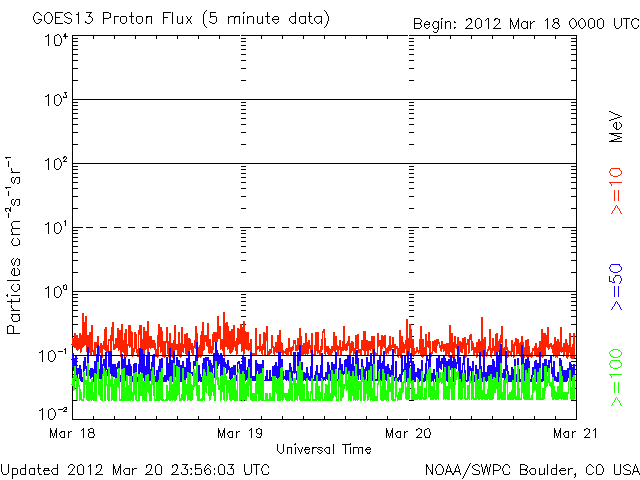 GOES13 Proton Flux (5 minute data)
Begin: 2012 Mar 18 0000 UTC
Particles cm⁻²s⁻¹sr⁻¹
10⁴
10³
10²
10¹
10⁰
10⁻¹
10⁻²
MeV
>=10
>=50
>=100
Mar 18
Mar 19
Mar 20
Mar 21
Universal Time
Updated 2012 Mar 20 23:56:03 UTC
NOAA/SWPC Boulder, CO USA